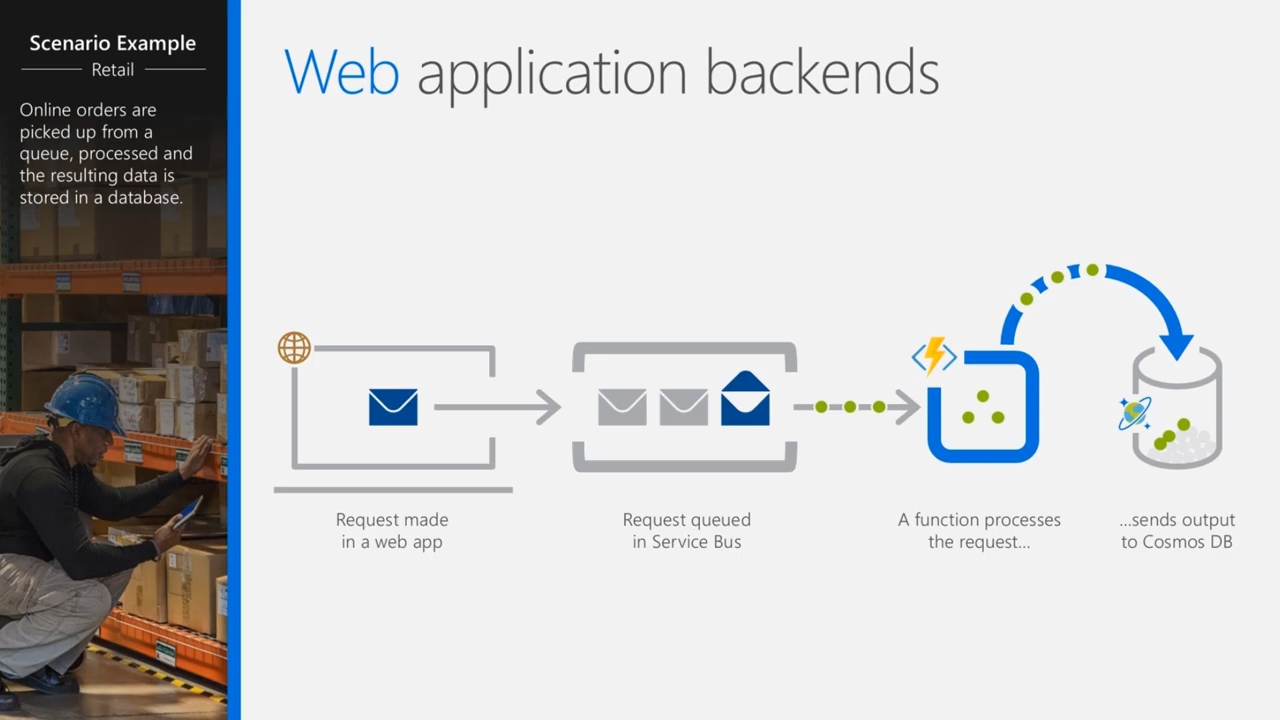 Scenario Example
Retail
Online orders are
picked up from a
queue, processed and
the resulting data is
stored in a database.
Web application backends
Request made
in a web app
Request queued
in Service Bus
A function processes
the request...
...sends output
to Cosmos DB